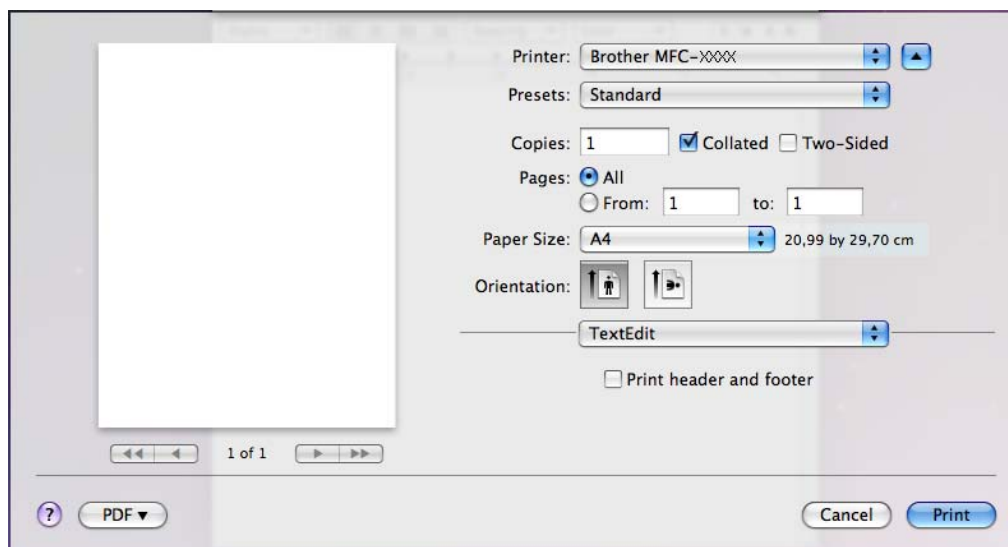 Printer: Brother MFC-XXXX
Presets: Standard
Copies: 1 Collated Two-Sided
Pages: All
From: 1 to: 1
Paper Size: A4 20,99 by 29,70 cm
Orientation:
TextEdit
Print header and footer
1 of 1
? PDF Cancel Print